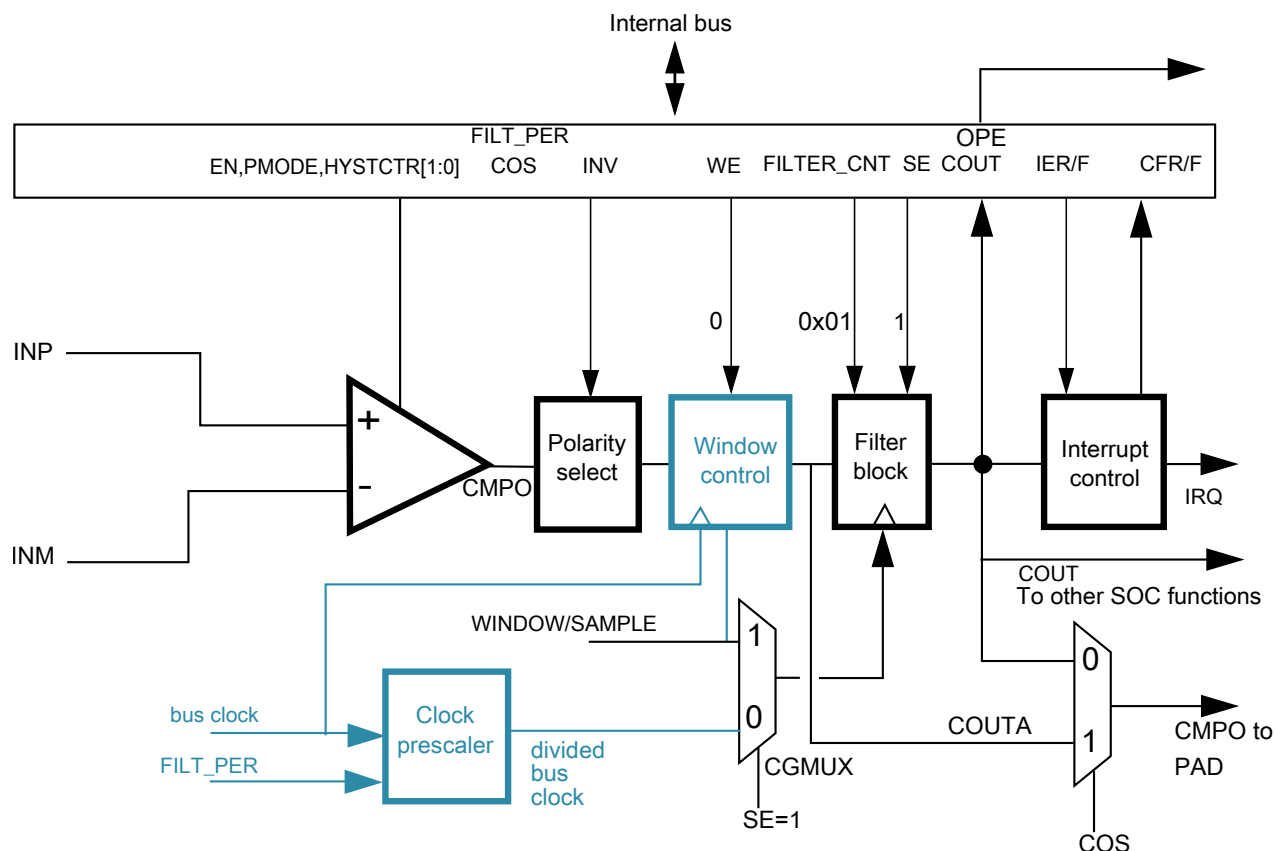 Internal bus
FILT_PER
OPE
EN,PMODE,HYSTCTR[1:0]
COS
INV
WE
FILTER_CNT
SE
COUT
IER/F
CFR/F
0
0x01
1
INP
+
-
INM
CMPO
Polarity
select
Window
control
Filter
block
Interrupt
control
IRQ
COUT
To other SOC functions
WINDOW/SAMPLE
1
0
CGMUX
SE=1
bus clock
FILT_PER
Clock
prescaler
divided
bus
clock
COUTA
0
1
CMPO to
PAD
COS